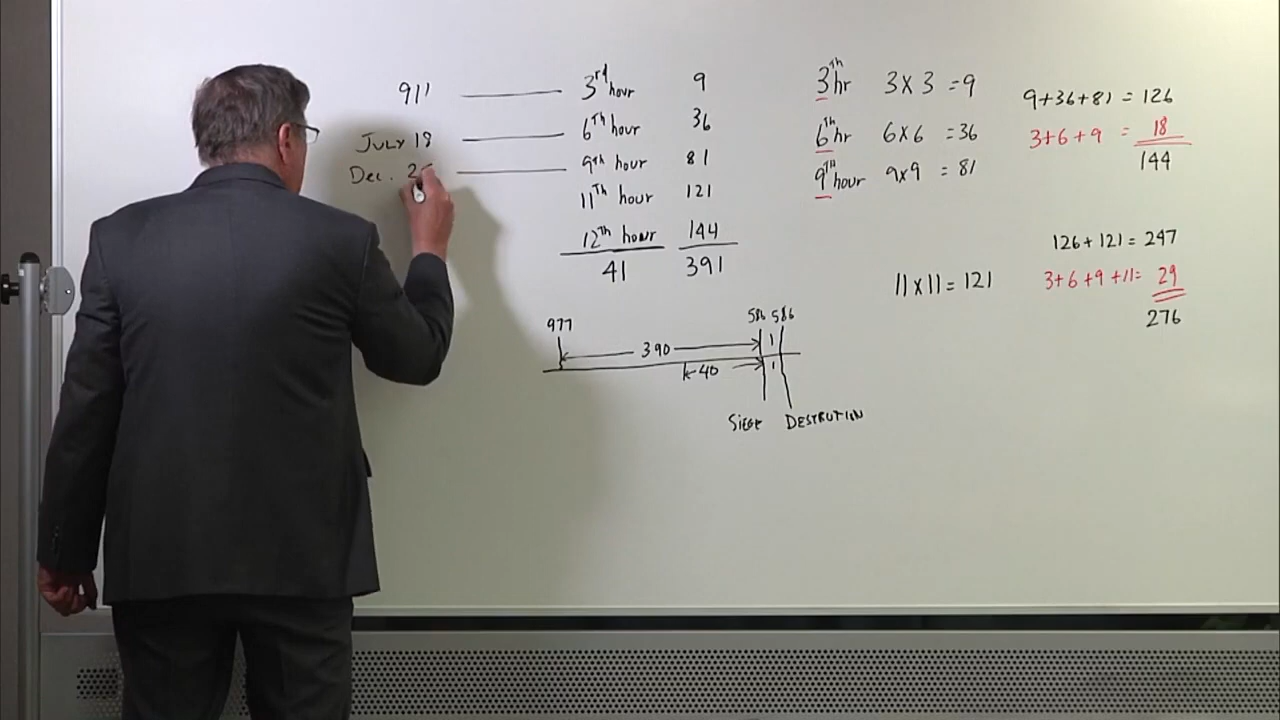 911 ——— 3rd hour 9
July 18 ——— 6Th hour 36
Dec. 2 ——— 9th hour 81
11Th hour 121
12th hour 144
41 391
3Th hr 3 x 3 = 9
6Th hr 6 x 6 = 36
9TH hour 9x9 = 81
9+36+81 = 126
3+6+9 = 18
144
126 + 121 = 247
11 x 11 = 121
3+6+9+11= 29
276
977
586
390
1
40
1
SIEGE DESTRUTION